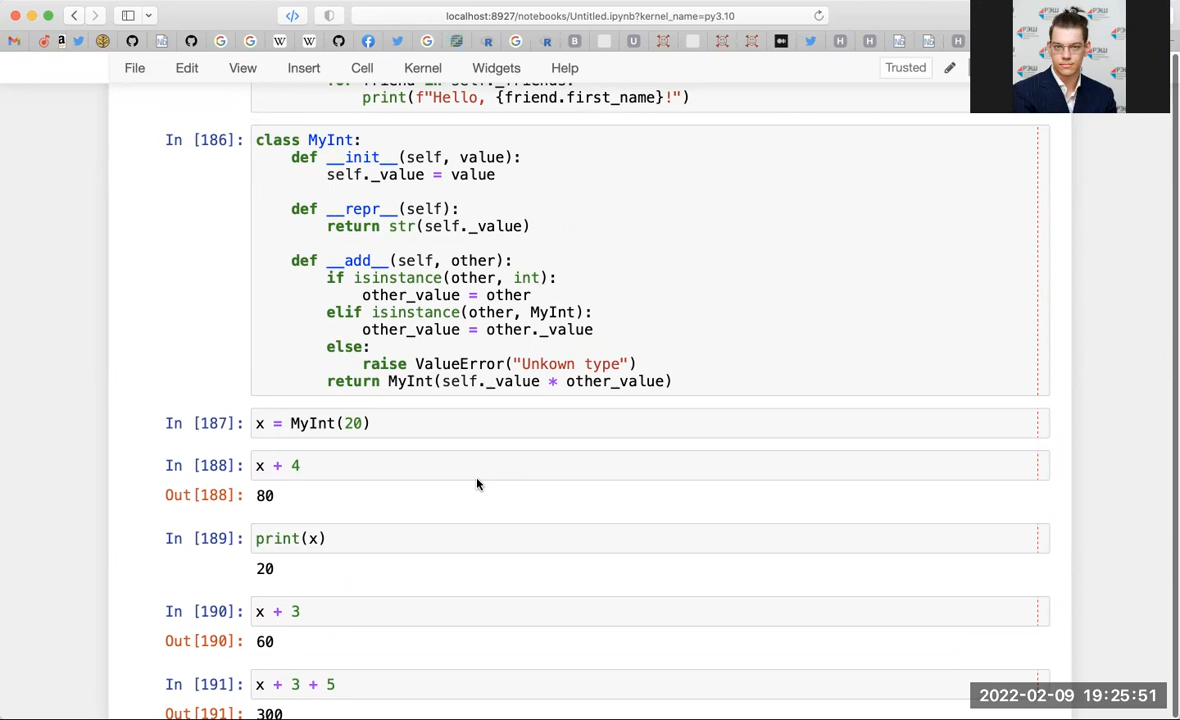 localhost:8927/notebooks/Untitled.ipynb?kernel_name=py3.10
File Edit View Insert Cell Kernel Widgets Help Trusted
print(f"Hello, {friend.first_name}!")
In [186]: class MyInt:
def __init__(self, value):
self._value = value
def __repr__(self):
return str(self._value)
def __add__(self, other):
if isinstance(other, int):
other_value = other
elif isinstance(other, MyInt):
other_value = other._value
else:
raise ValueError("Unkown type")
return MyInt(self._value * other_value)
In [187]: x = MyInt(20)
In [188]: x + 4
Out[188]: 80
In [189]: print(x)
20
In [190]: x + 3
Out[190]: 60
In [191]: x + 3 + 5
Out[191]: 300
2022-02-09 19:25:51